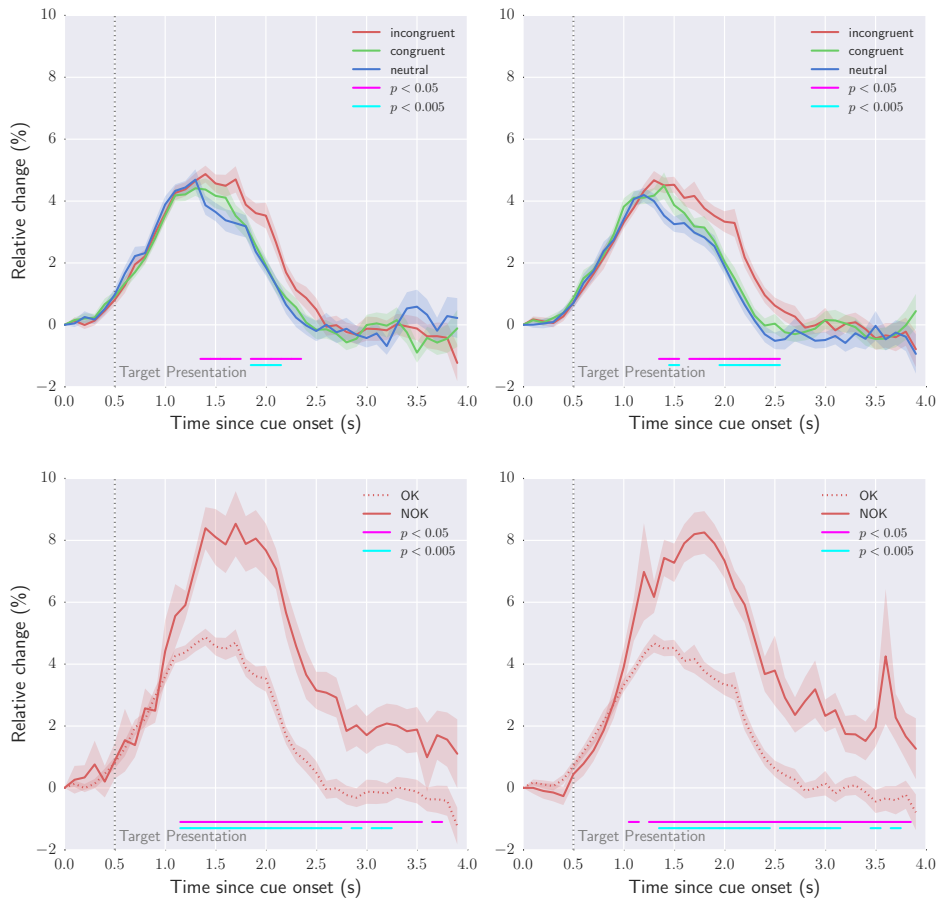 10
8
6
4
2
0
−2
Relative change (%)
incongruent
congruent
neutral
p < 0.05
p < 0.005
Target Presentation
0.0 0.5 1.0 1.5 2.0 2.5 3.0 3.5 4.0
Time since cue onset (s)
10
8
6
4
2
0
−2
incongruent
congruent
neutral
p < 0.05
p < 0.005
Target Presentation
0.0 0.5 1.0 1.5 2.0 2.5 3.0 3.5 4.0
Time since cue onset (s)
10
8
6
4
2
0
−2
Relative change (%)
OK
NOK
p < 0.05
p < 0.005
Target Presentation
0.0 0.5 1.0 1.5 2.0 2.5 3.0 3.5 4.0
Time since cue onset (s)
10
8
6
4
2
0
−2
OK
NOK
p < 0.05
p < 0.005
Target Presentation
0.0 0.5 1.0 1.5 2.0 2.5 3.0 3.5 4.0
Time since cue onset (s)